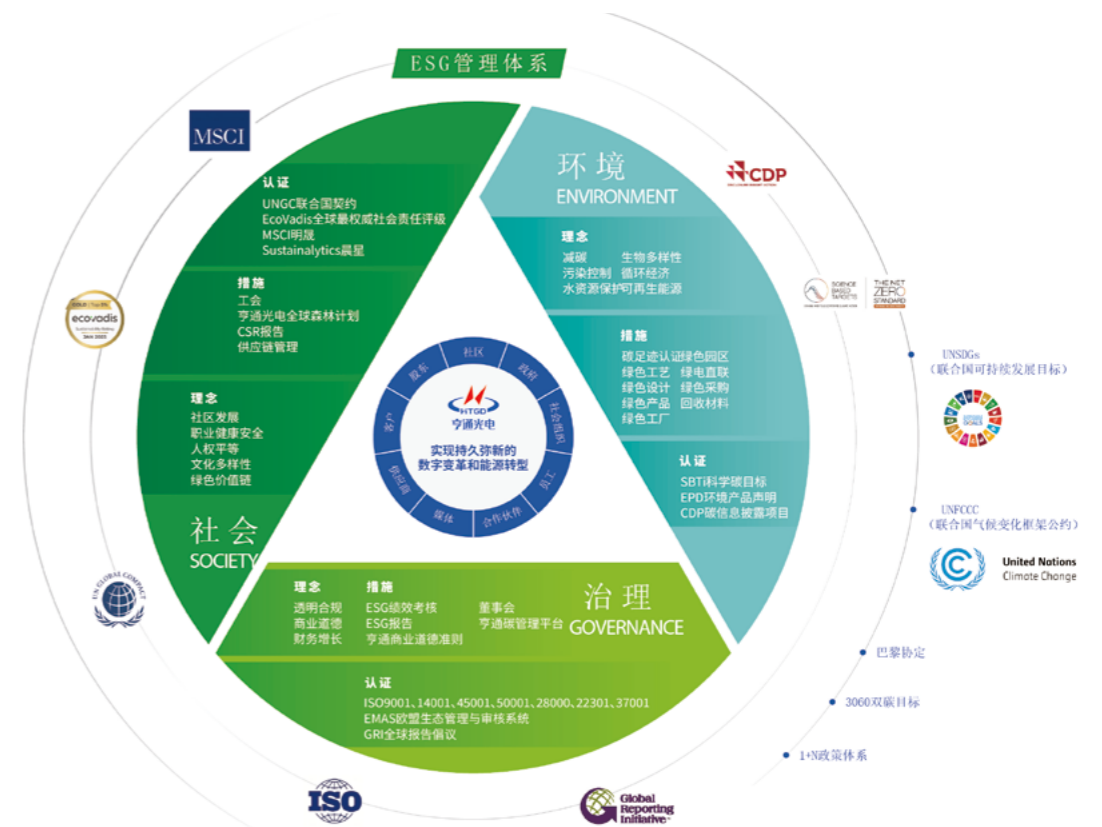 ESG管理体系
MSCI
认证
UNGC联合国契约
EcoVadis全球最权威社会责任评级
MSCI明晟
Sustainalytics晨星
措施
工会
亨通光电全球森林计划
CSR报告
供应链管理
理念
社区发展
职业健康安全
人权平等
文化多样性
绿色价值链
社会
SOCIETY
环境
ENVIRONMENT
理念
减碳 生物多样性
污染控制 循环经济
水资源保护可再生能源
措施
碳足迹认证绿色园区
绿色工艺 绿电直联
绿色设计 绿色采购
绿色产品 回收材料
绿色工厂
认证
SBTi科学碳目标
EPD环境产品声明
CDP碳信息披露项目
社区
政府
社会组织
员工
合作伙伴
媒体
供应商
客户
股东
HTGD
亨通光电
实现持久弥新的
数字变革和能源转型
治理
GOVERNANCE
理念
透明合规
商业道德
财务增长
措施
ESG绩效考核 董事会
ESG报告 亨通碳管理平台
亨通商业道德准则
认证
ISO9001、14001、45001、50001、28000、22301、37001
EMAS欧盟生态管理与审核系统
GRI全球报告倡议
CDP
SCIENCE
BASED
TARGETS
THE NET
ZERO
STANDARD
ecovadis
UN GLOBAL COMPACT
ISO
Global
Reporting
Initiative
UNSDGs
(联合国可持续发展目标)
GOALS
UNFCCC
(联合国气候变化框架公约)
United Nations
Climate Change
巴黎协定
3060双碳目标
1+N政策体系